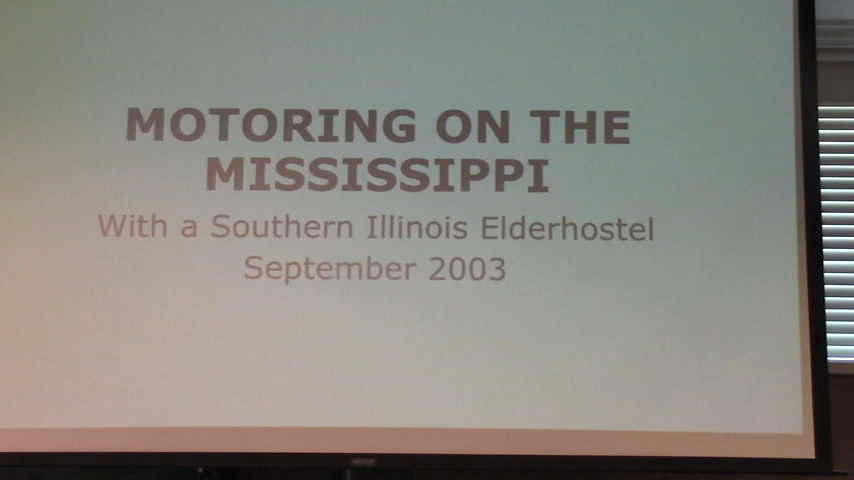 MOTORING ON THE
MISSISSIPPI
With a Southern Illinois Elderhostel
September 2003